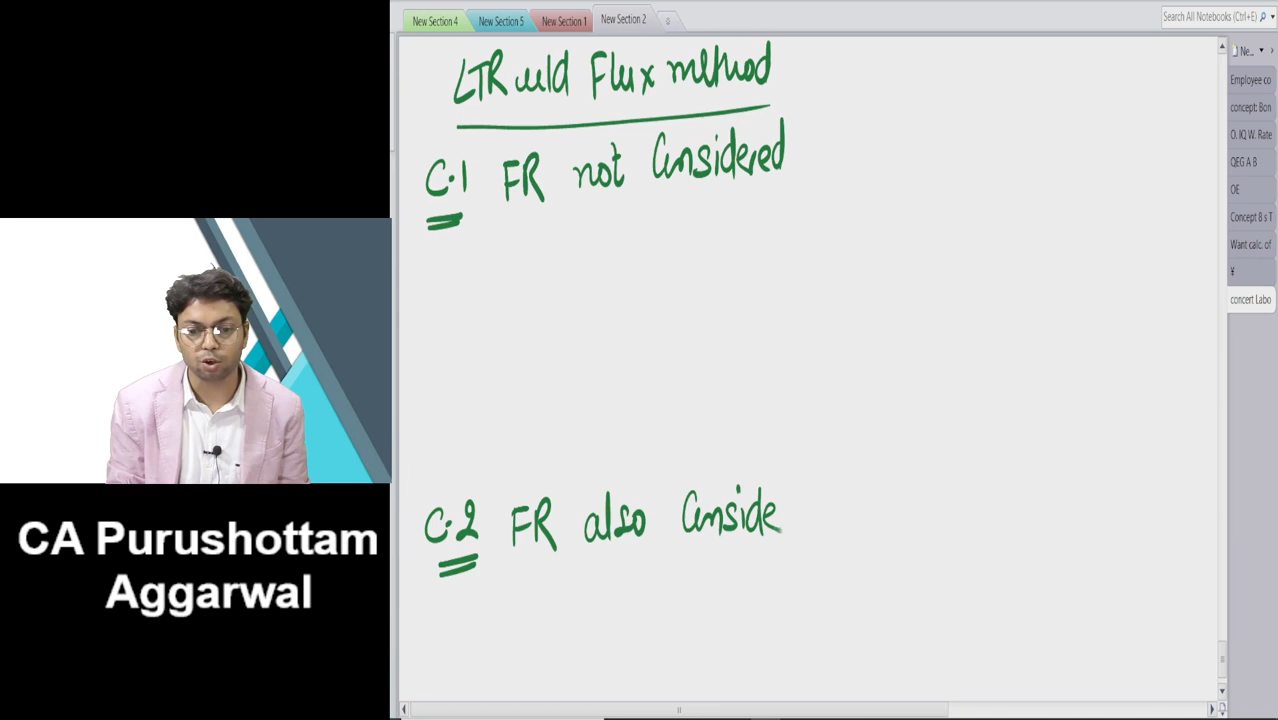 New Section 4 New Section 5 New Section 1 New Section 2
Search All Notebooks (Ctrl+E)
Ne...
Employee co
concept: Bon
O. IQ W. Rate
QEG A B
OE
Concept 8 s T
Want calc. of
¥
concert Labo
LTR Flux method
C.1 FR not Considered
C.2 FR also Conside
CA Purushottam
Aggarwal